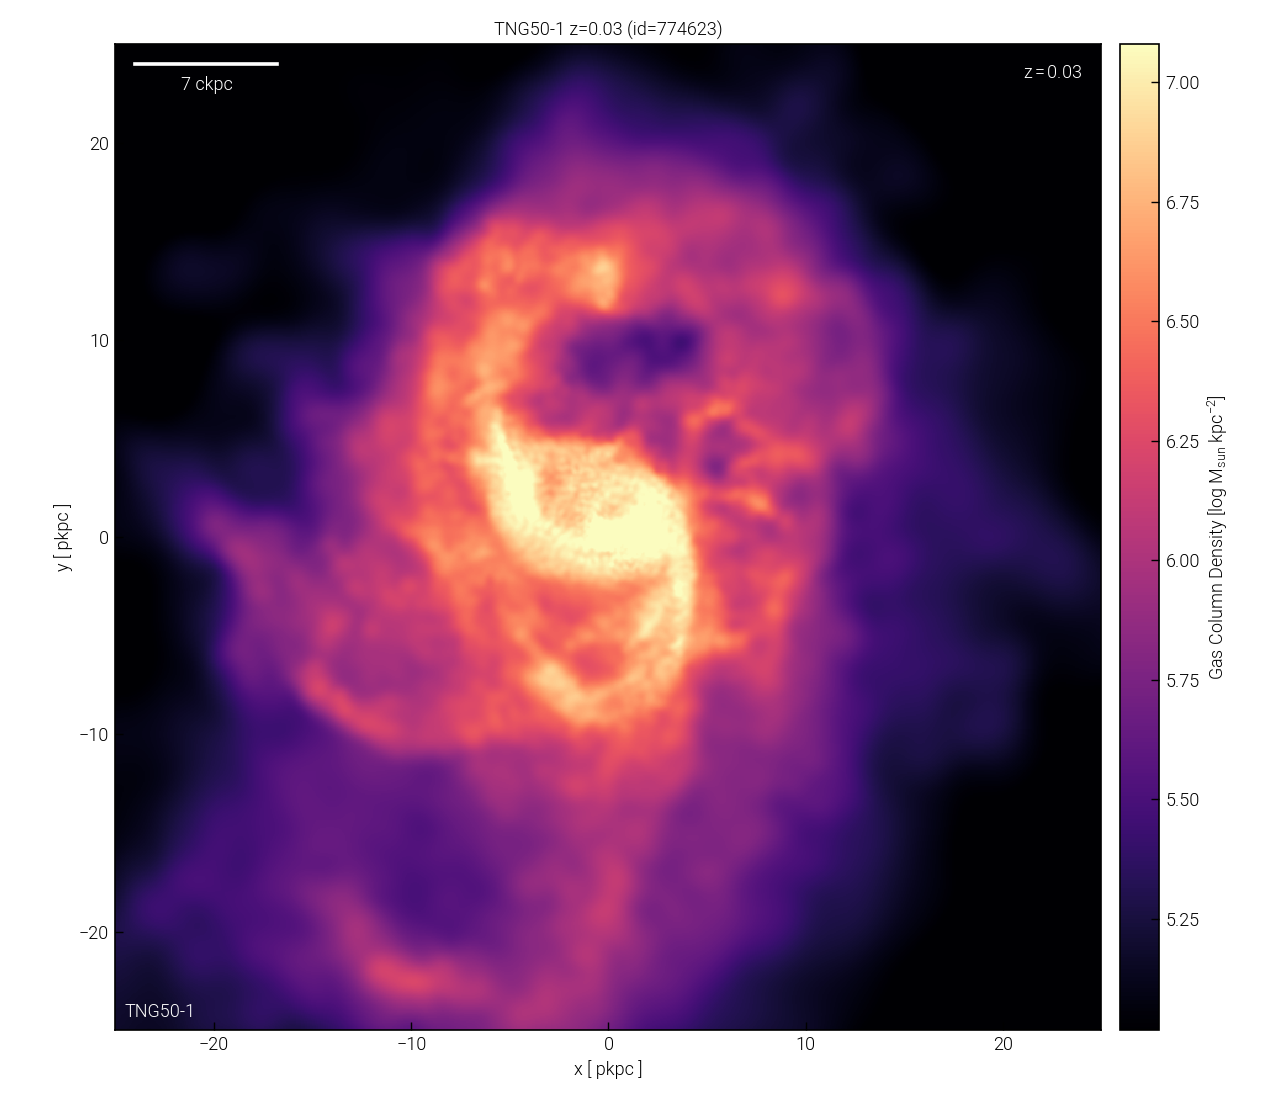 TNG50-1 z=0.03 (id=774623)
7 ckpc
z=0.03
20
10
0
−10
−20
y [ pkpc ]
TNG50-1
−20
−10
0
10
20
x [ pkpc ]
7.00
6.75
6.50
6.25
6.00
5.75
5.50
5.25
Gas Column Density [log M_sun kpc⁻²]